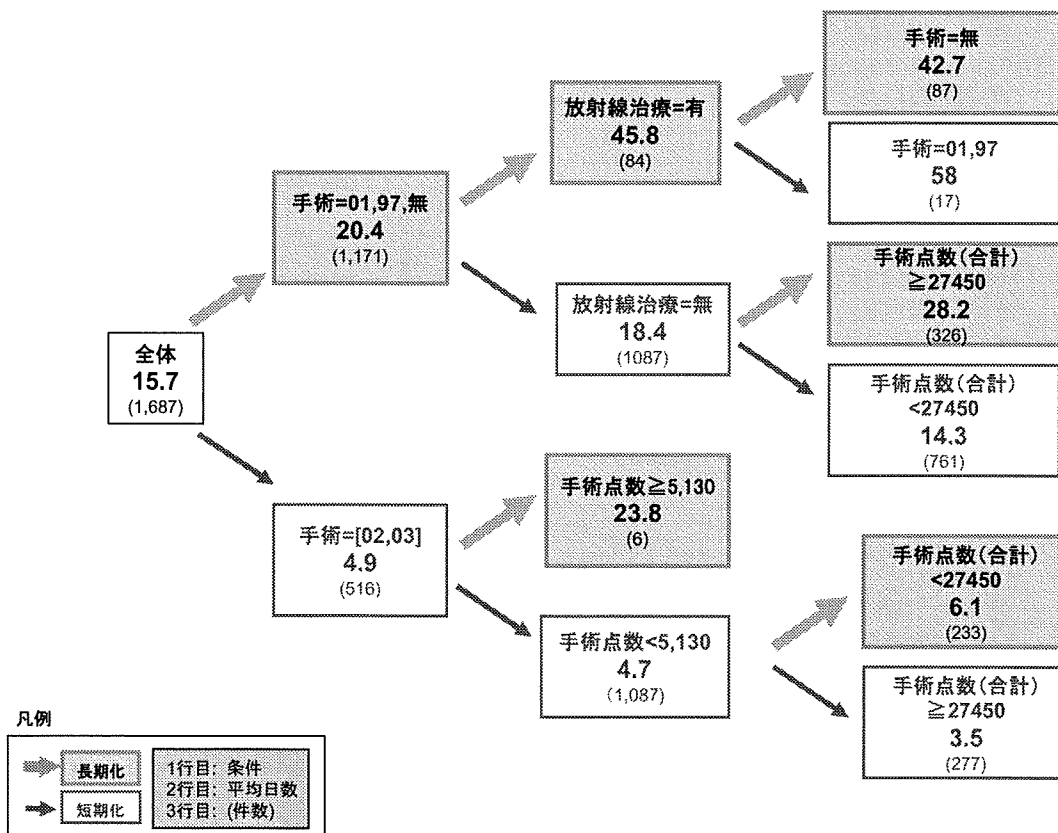 手術=無
42.7
(87)
放射線治療=有
45.8
(84)
手術=01,97
58
(17)
手術=01,97,無
20.4
(1,171)
手術点数(合計)
≧27450
28.2
(326)
放射線治療=無
18.4
(1087)
全体
15.7
(1,687)
手術点数(合計)
<27450
14.3
(761)
手術点数≧5,130
23.8
(6)
手術=[02,03]
4.9
(516)
手術点数(合計)
<27450
6.1
(233)
手術点数<5,130
4.7
(1,087)
手術点数(合計)
≧27450
3.5
(277)
凡例
長期化
短期化
1行目: 条件
2行目: 平均日数
3行目: (件数)